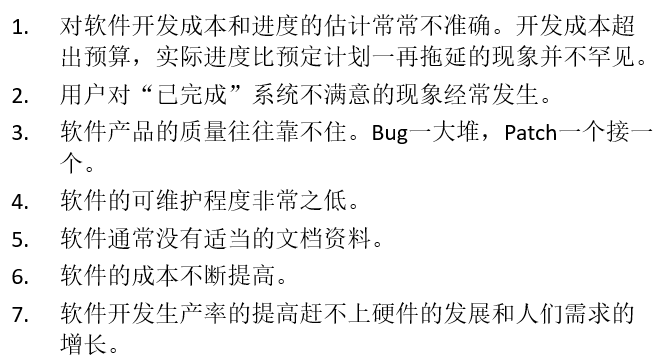 1. 对软件开发成本和进度的估计常常不准确。开发成本超
出预算，实际进度比预定计划一再拖延的现象并不罕见。
2. 用户对“已完成”系统不满意的现象经常发生。
3. 软件产品的质量往往靠不住。Bug一大堆，Patch一个接一
个。
4. 软件的可维护程度非常之低。
5. 软件通常没有适当的文档资料。
6. 软件的成本不断提高。
7. 软件开发生产率的提高赶不上硬件的发展和人们需求的
增长。